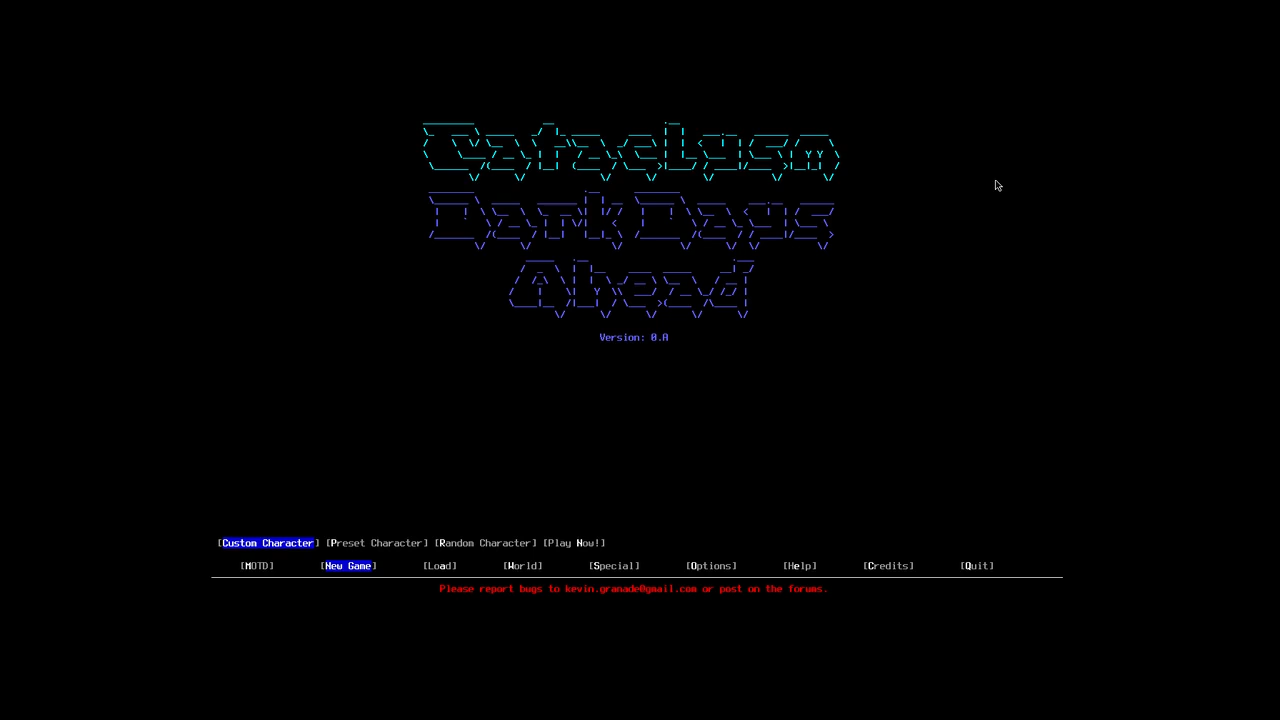 Cataclysm
Dark Days
Ahead
Version: 0.A
[Custom Character] [Preset Character] [Random Character] [Play Now!]
[MOTD] [New Game] [Load] [World] [Special] [Options] [Help] [Credits] [Quit]
Please report bugs to kevin.granade@gmail.com or post on the forums.